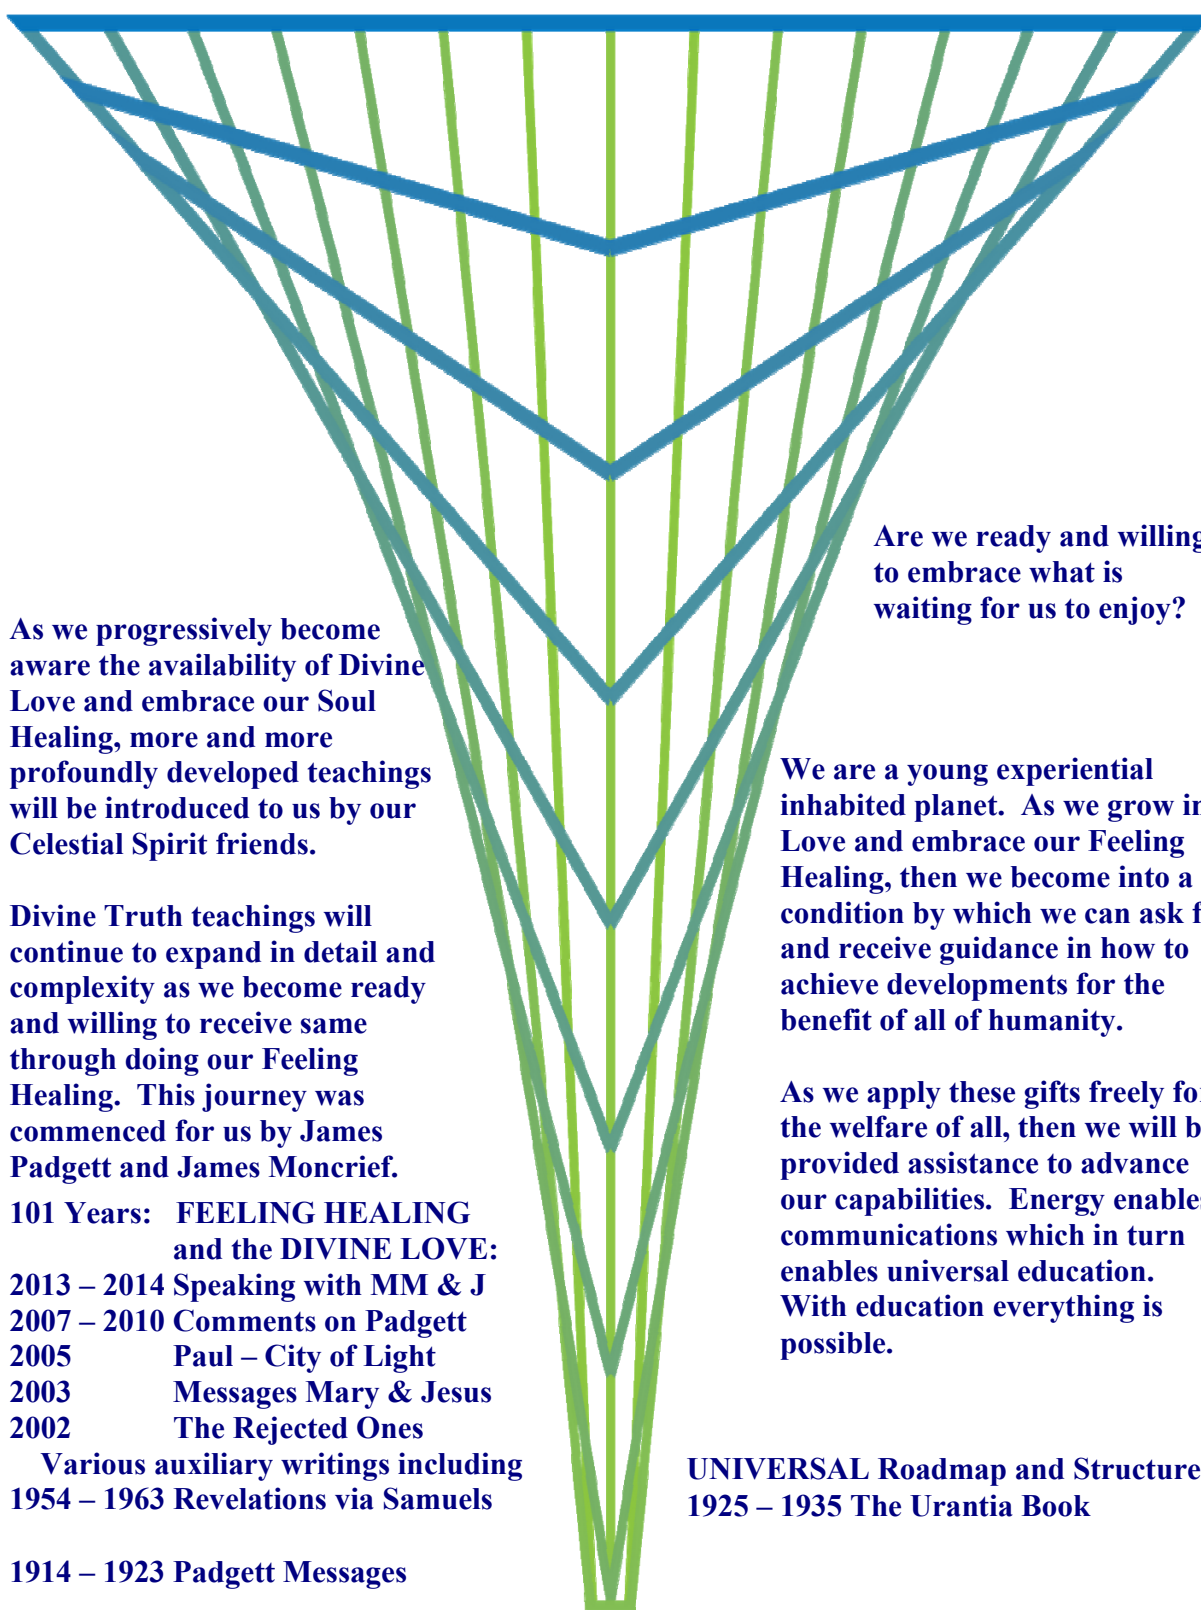 Are we ready and willing
to embrace what is
waiting for us to enjoy?
As we progressively become
aware the availability of Divine
Love and embrace our Soul
Healing, more and more
profoundly developed teachings
will be introduced to us by our
Celestial Spirit friends.
Divine Truth teachings will
continue to expand in detail and
complexity as we become ready
and willing to receive same
through doing our Feeling
Healing. This journey was
commenced for us by James
Padgett and James Moncrief.
101 Years: FEELING HEALING
and the DIVINE LOVE:
2013 – 2014 Speaking with MM & J
2007 – 2010 Comments on Padgett
2005 Paul – City of Light
2003 Messages Mary & Jesus
2002 The Rejected Ones
Various auxiliary writings including
1954 – 1963 Revelations via Samuels
1914 – 1923 Padgett Messages
We are a young experiential
inhabited planet. As we grow in
Love and embrace our Feeling
Healing, then we become into a
condition by which we can ask f
and receive guidance in how to
achieve developments for the
benefit of all of humanity.
As we apply these gifts freely for
the welfare of all, then we will b
provided assistance to advance
our capabilities. Energy enables
communications which in turn
enables universal education.
With education everything is
possible.
UNIVERSAL Roadmap and Structure
1925 – 1935 The Urantia Book